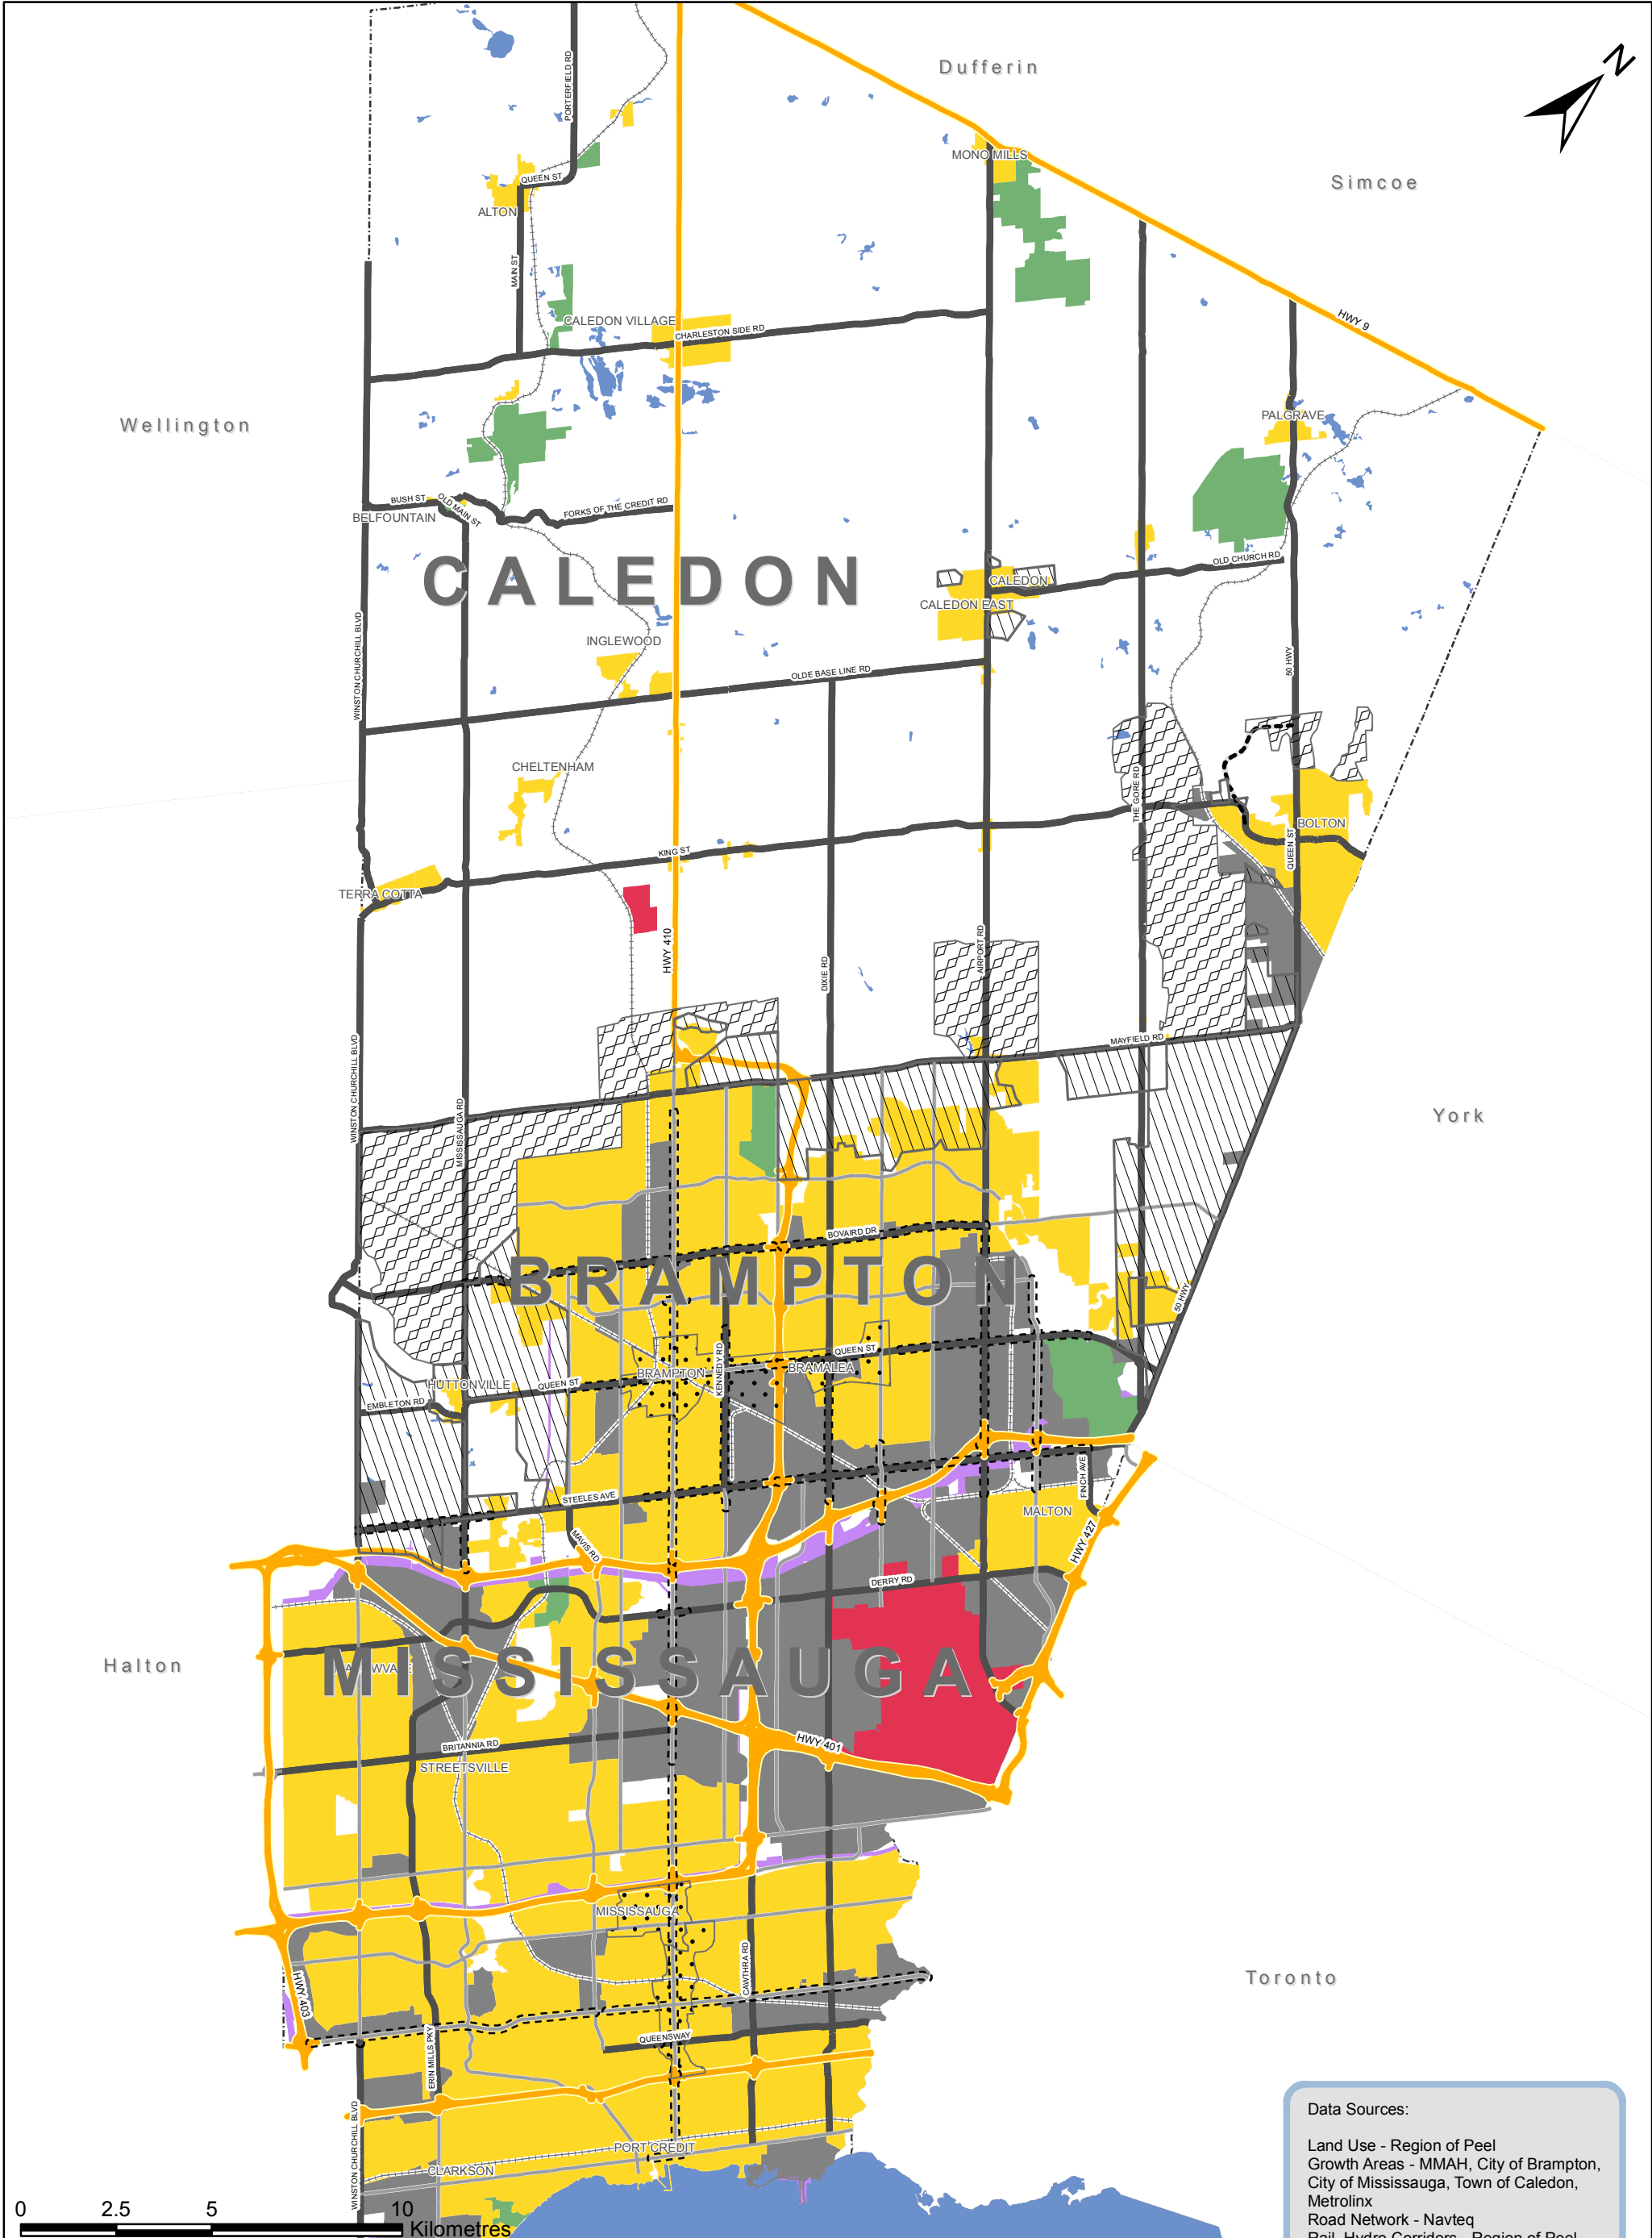 Dufferin
N
PORTERFIELD RD
MONO MILLS
Simcoe
QUEEN ST
ALTON
MAIN ST
CALEDON VILLAGE
CHARLESTON SIDE RD
HWY 9
Wellington
PALGRAVE
BUSH ST
OLD MAIN ST
FORKS OF THE CREDIT RD
BELFOUNTAIN
CALEDON
OLD CHURCH RD
CALEDON
CALEDON EAST
WINSTON CHURCHILL BLVD
INGLEWOOD
50 HWY
OLDE BASE LINE RD
CHELTENHAM
THE GORE RD
BOLTON
QUEEN ST
KING ST
TERRA COTTA
HWY 410
DIXIE RD
AIRPORT RD
MAYFIELD RD
WINSTON CHURCHILL BLVD
MISSISSAUGA RD
York
BOVAIRD DR
BRAMPTON
50 HWY
QUEEN ST
BRAMPTON
KENNEDY RD
BRAMALEA
HUTTONVILLE
QUEEN ST
EMBLETON RD
FINCH AVE
STEELES AVE
MALTON
MAVIS RD
HWY 427
DERRY RD
Halton
MISSISSAUGA
HWY 401
BRITANNIA RD
STREETSVILLE
MISSISSAUGA
CAWTHRA RD
Toronto
HWY 403
QUEENSWAY
ERIN MILLS PKY
WINSTON CHURCHILL BLVD
PORT CREDIT
CLARKSON
0 2.5 5 10
Kilometres
Data Sources:
Land Use - Region of Peel
Growth Areas - MMAH, City of Brampton,
City of Mississauga, Town of Caledon,
Metrolinx
Road Network - Navteq
Rail, Hydro Corridors - Region of Peel